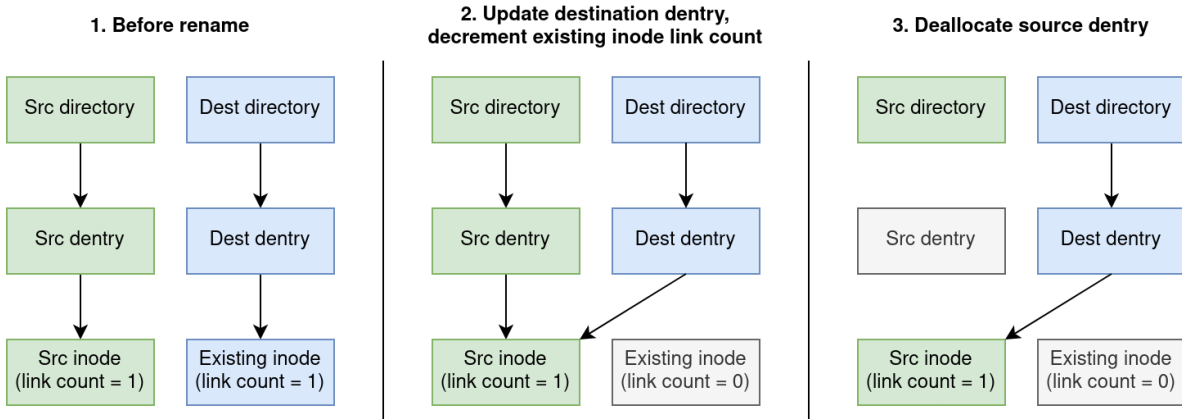 1. Before rename
Src directory
Dest directory
Src dentry
Dest dentry
Src inode
(link count = 1)
Existing inode
(link count = 1)
2. Update destination dentry,
decrement existing inode link count
Src directory
Dest directory
Src dentry
Dest dentry
Src inode
(link count = 1)
Existing inode
(link count = 0)
3. Deallocate source dentry
Src directory
Dest directory
Src dentry
Dest dentry
Src inode
(link count = 1)
Existing inode
(link count = 0)